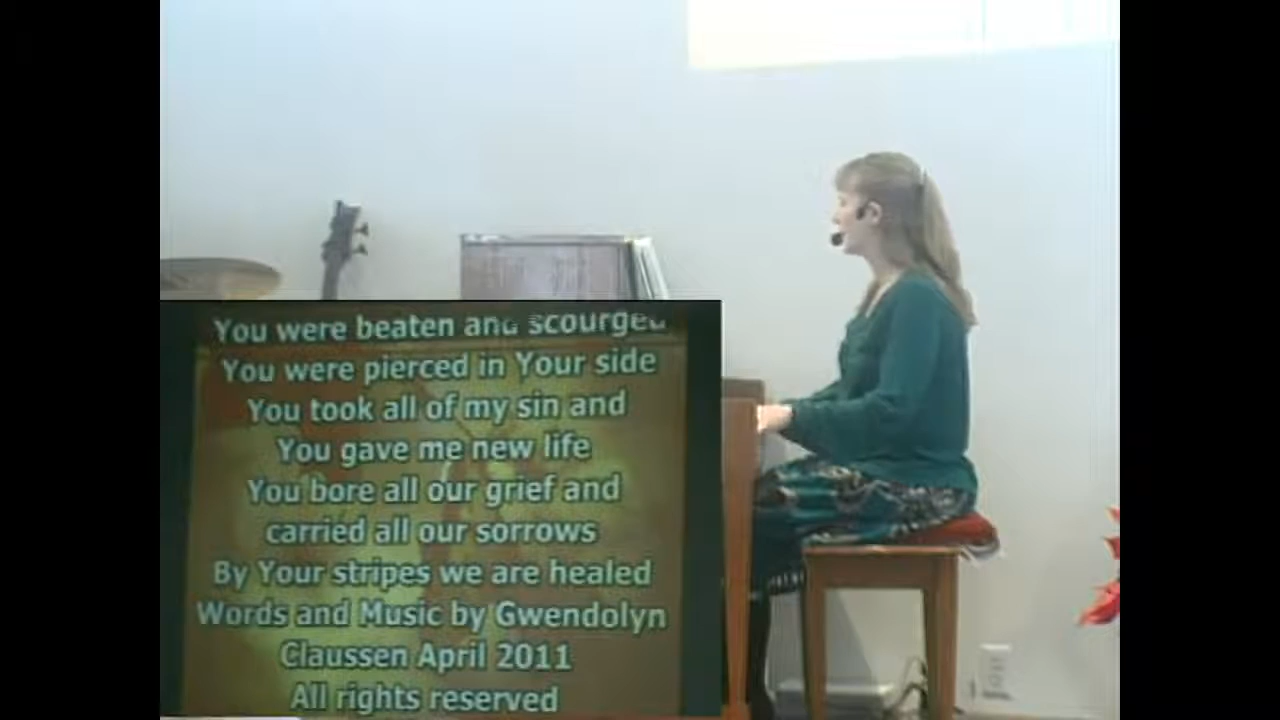 You were beaten and scourged
You were pierced in Your side
You took all of my sin and
You gave me new life
You bore all our grief and
carried all our sorrows
By Your stripes we are healed
Words and Music by Gwendolyn
Claussen April 2011
All rights reserved